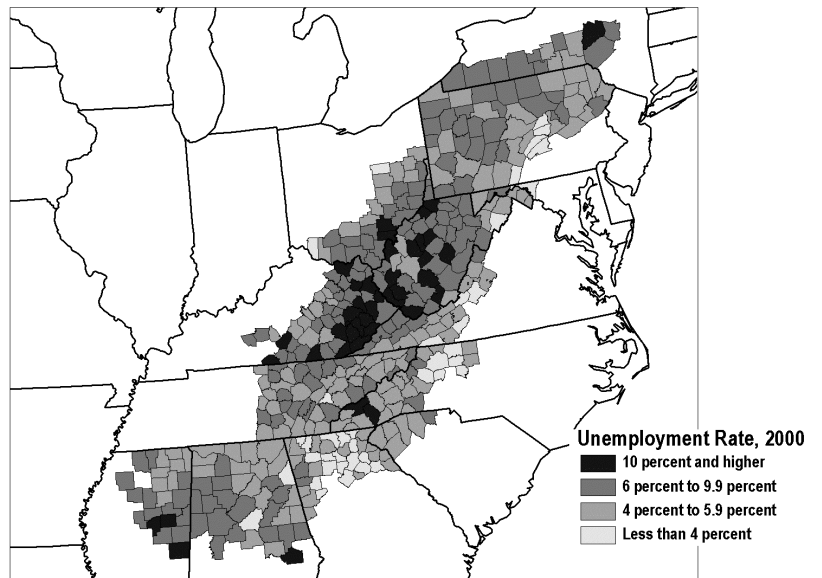 Unemployment Rate, 2000
10 percent and higher
6 percent to 9.9 percent
4 percent to 5.9 percent
Less than 4 percent